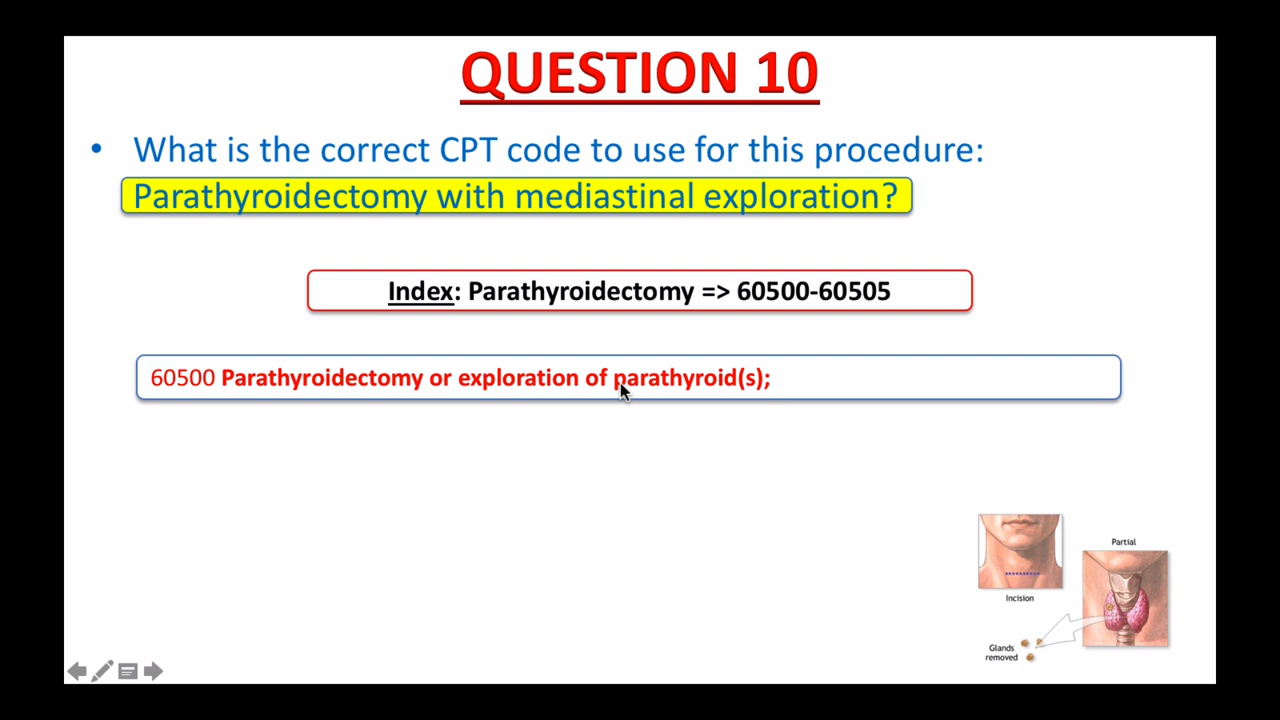 QUESTION 10
• What is the correct CPT code to use for this procedure:
Parathyroidectomy with mediastinal exploration?
Index: Parathyroidectomy => 60500-60505
60500 Parathyroidectomy or exploration of parathyroid(s);
Partial
Incision
Glands
removed